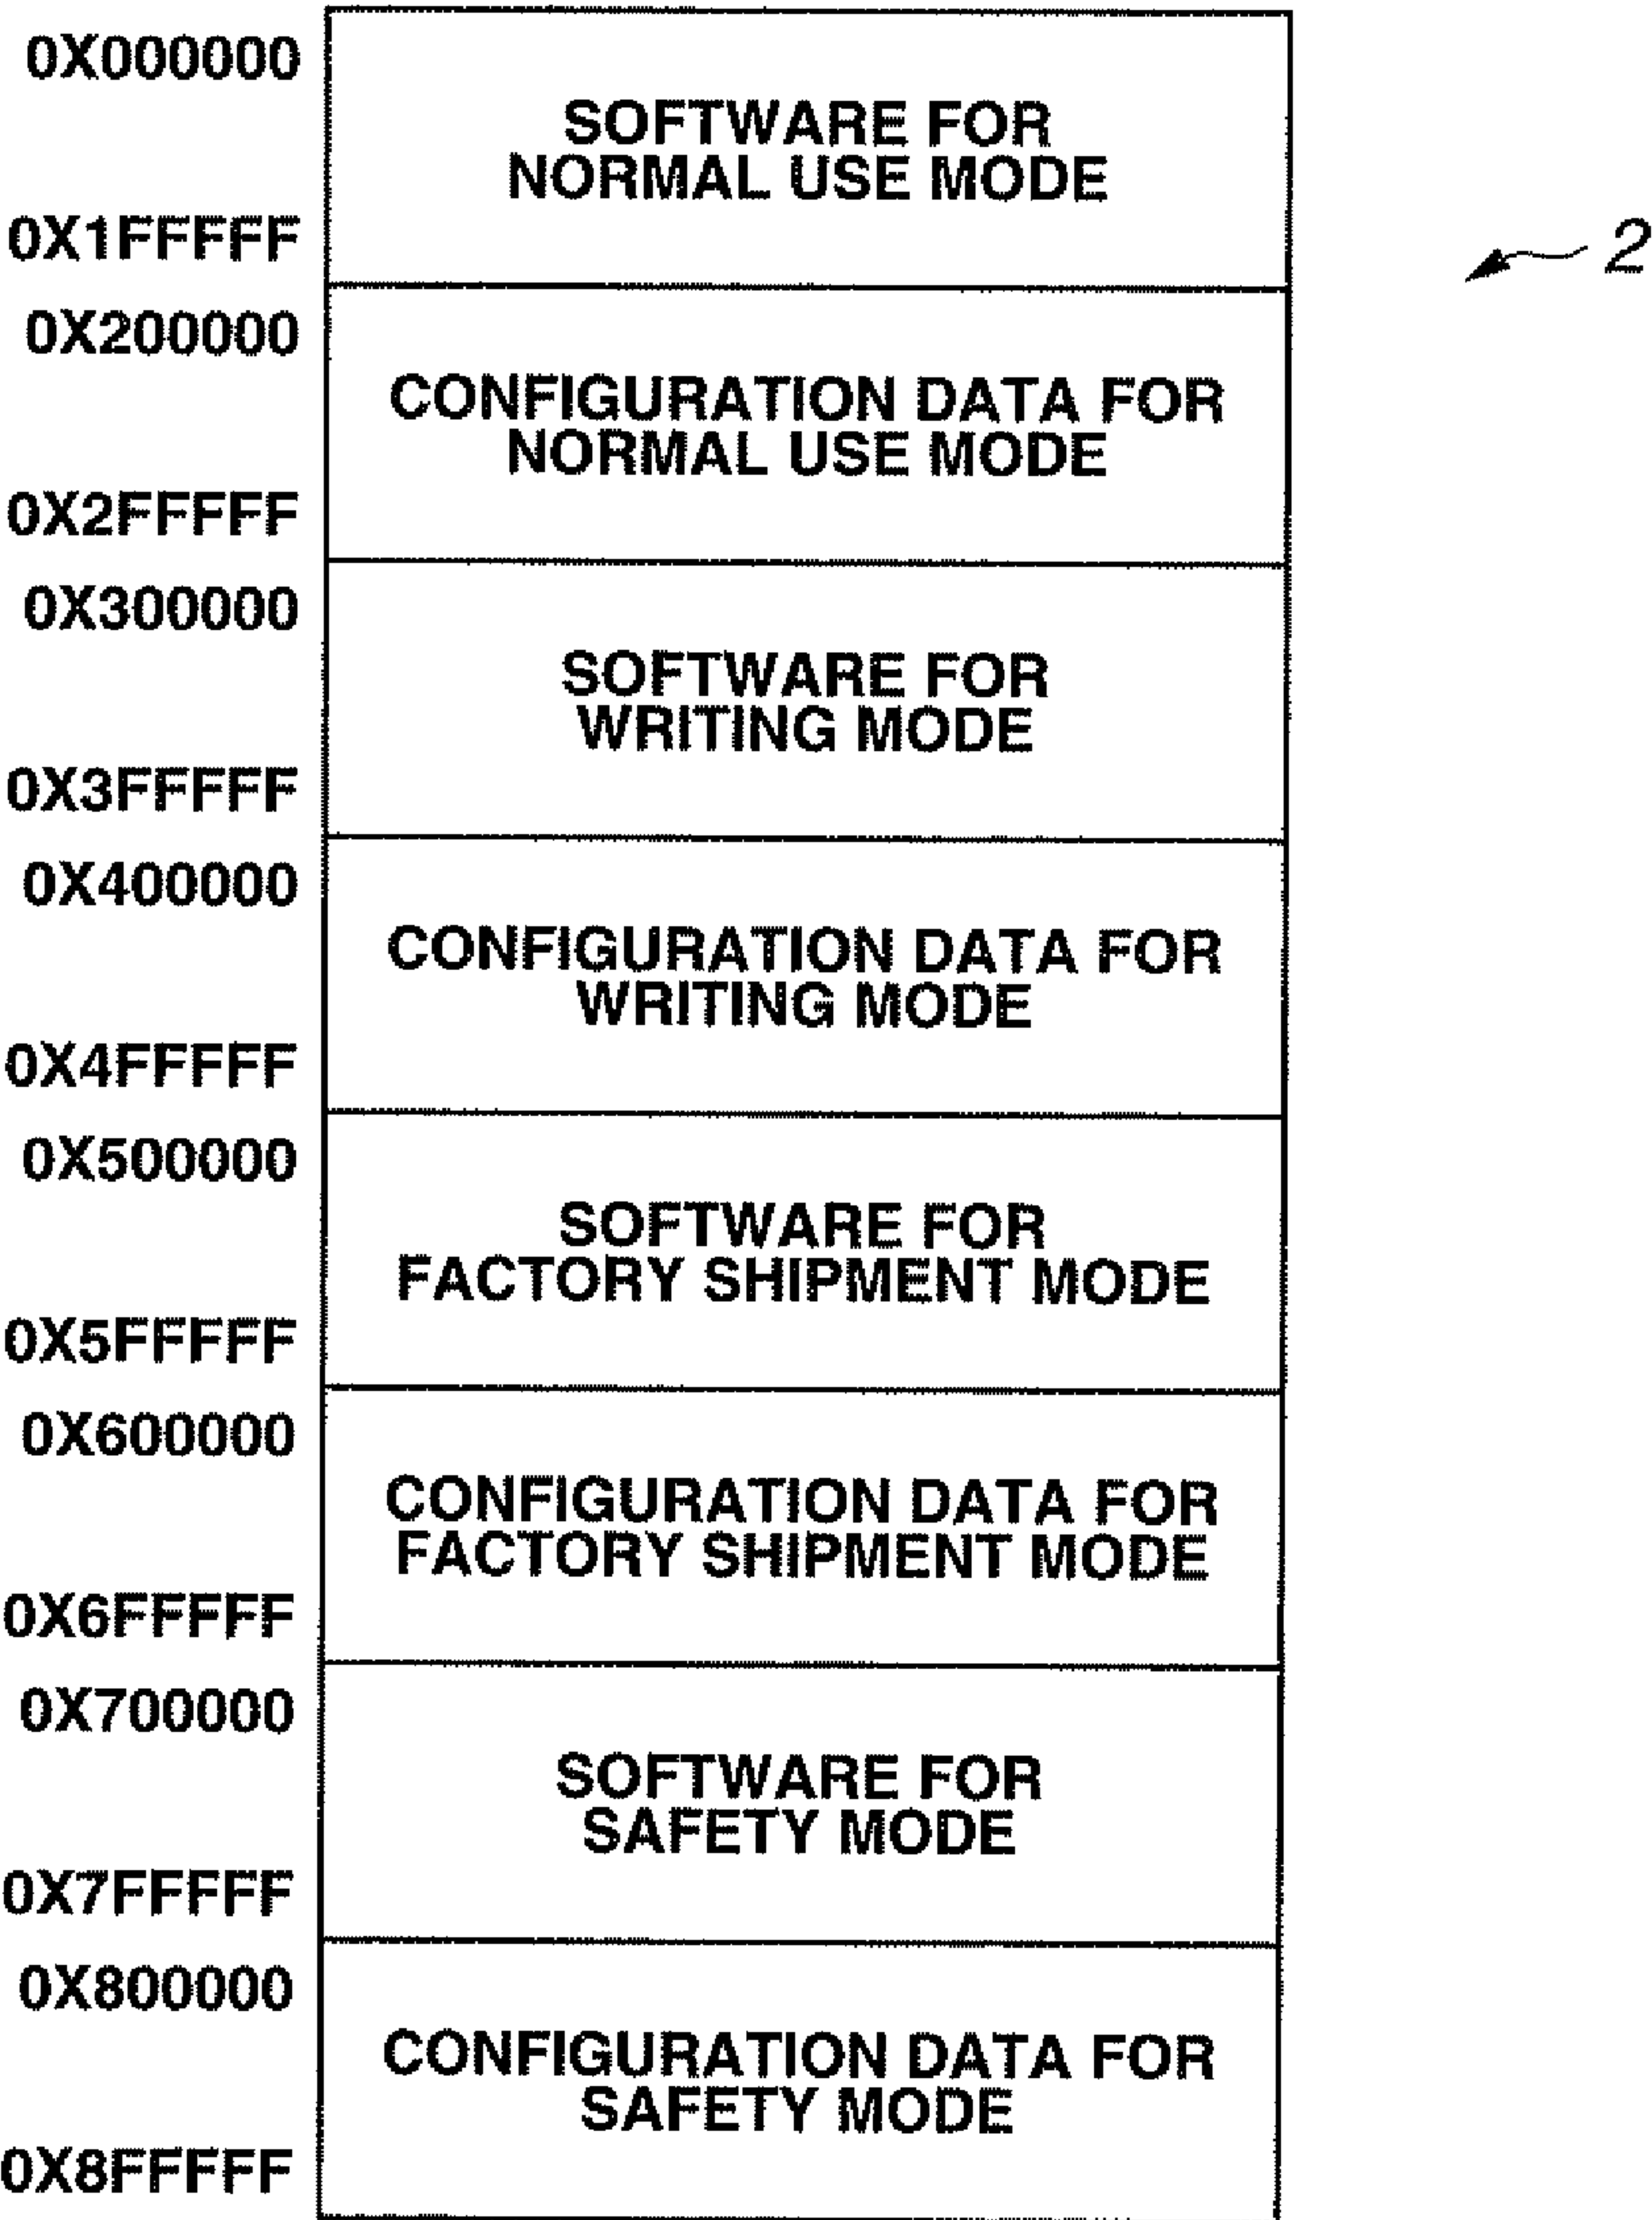 0X000000
SOFTWARE FOR
NORMAL USE MODE
0X1FFFFF
2
0X200000
CONFIGURATION DATA FOR
NORMAL USE MODE
0X2FFFFF
0X300000
SOFTWARE FOR
WRITING MODE
0X3FFFFF
0X400000
CONFIGURATION DATA FOR
WRITING MODE
0X4FFFFF
0X500000
SOFTWARE FOR
FACTORY SHIPMENT MODE
0X5FFFFF
0X600000
CONFIGURATION DATA FOR
FACTORY SHIPMENT MODE
0X6FFFFF
0X700000
SOFTWARE FOR
SAFETY MODE
0X7FFFFF
0X800000
CONFIGURATION DATA FOR
SAFETY MODE
0X8FFFFF